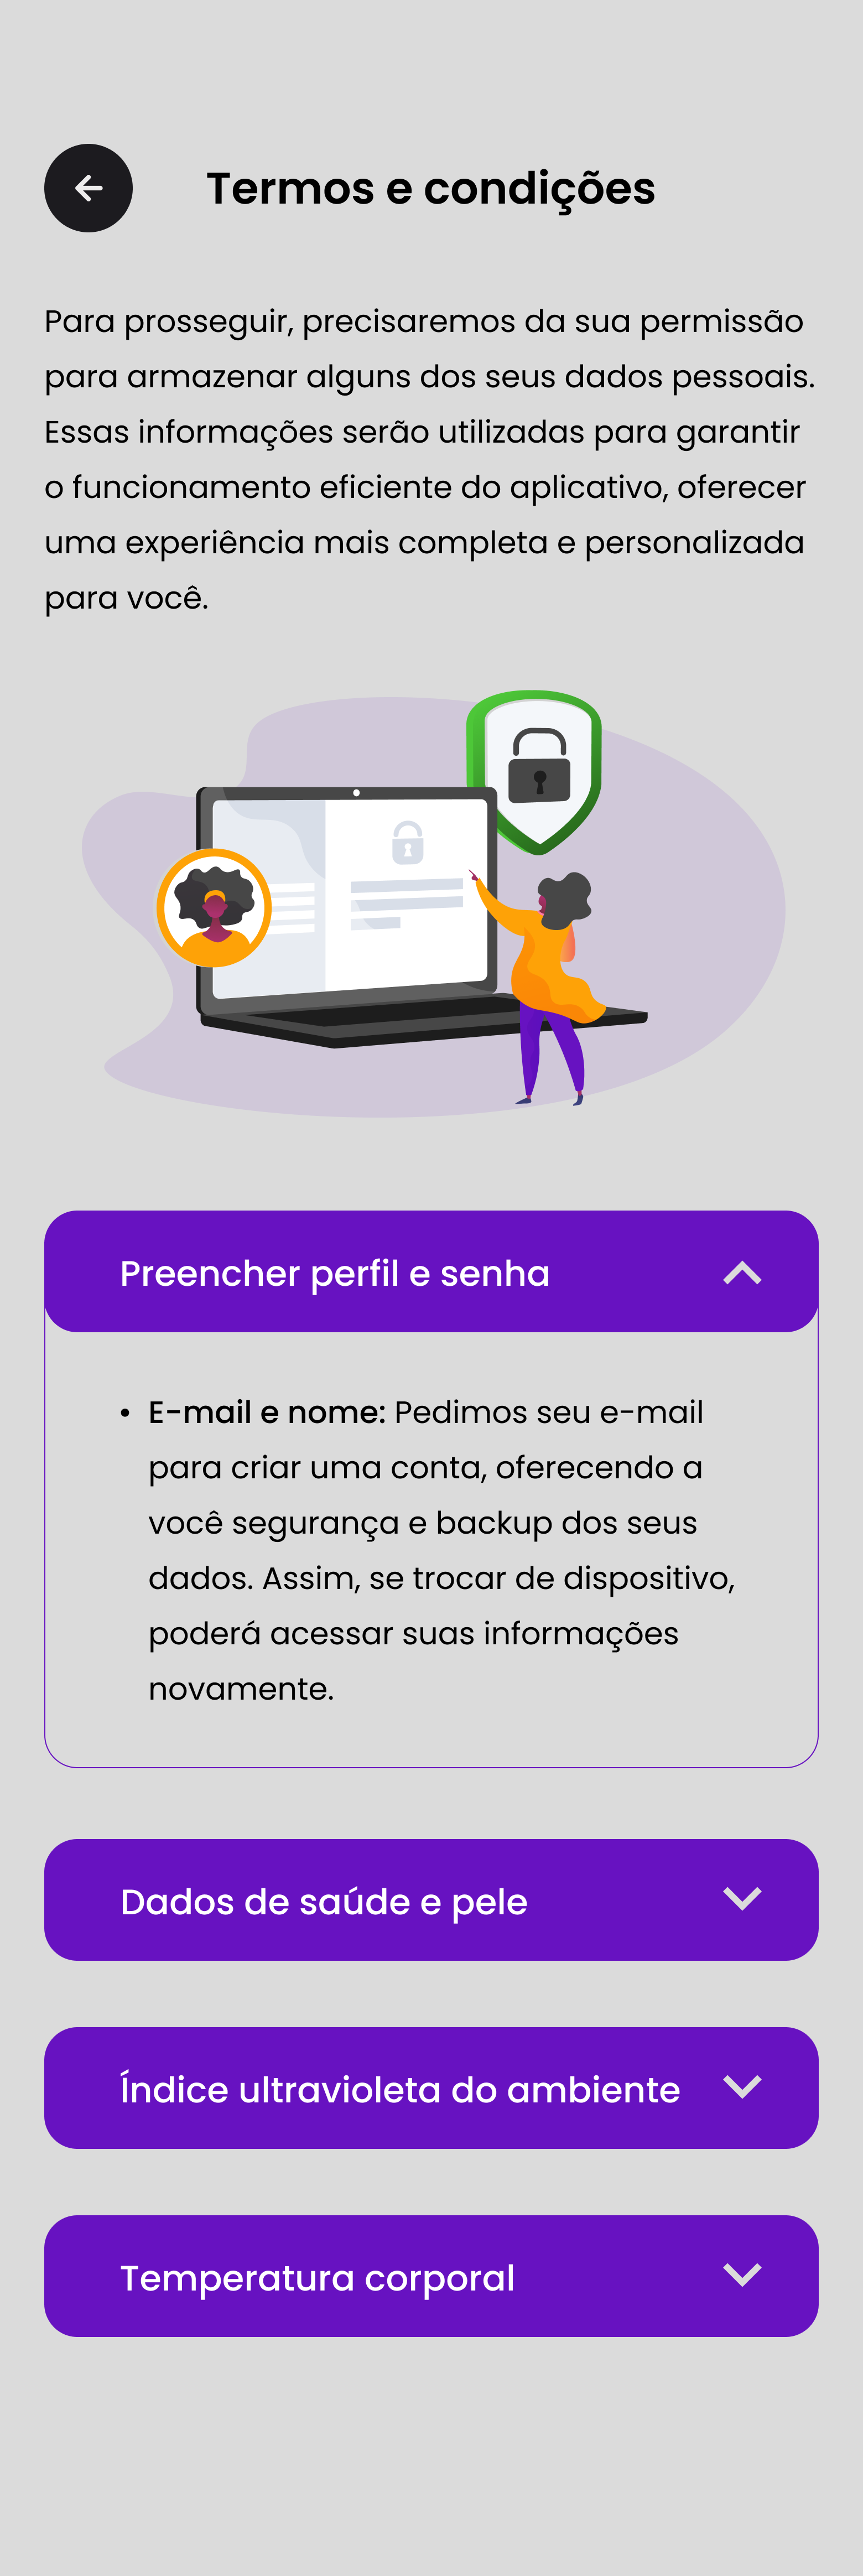 Termos e condições
Para prosseguir, precisaremos da sua permissão
para armazenar alguns dos seus dados pessoais.
Essas informações serão utilizadas para garantir
o funcionamento eficiente do aplicativo, oferecer
uma experiência mais completa e personalizada
para você.
Preencher perfil e senha
• E-mail e nome: Pedimos seu e-mail
para criar uma conta, oferecendo a
você segurança e backup dos seus
dados. Assim, se trocar de dispositivo,
poderá acessar suas informações
novamente.
Dados de saúde e pele
Índice ultravioleta do ambiente
Temperatura corporal